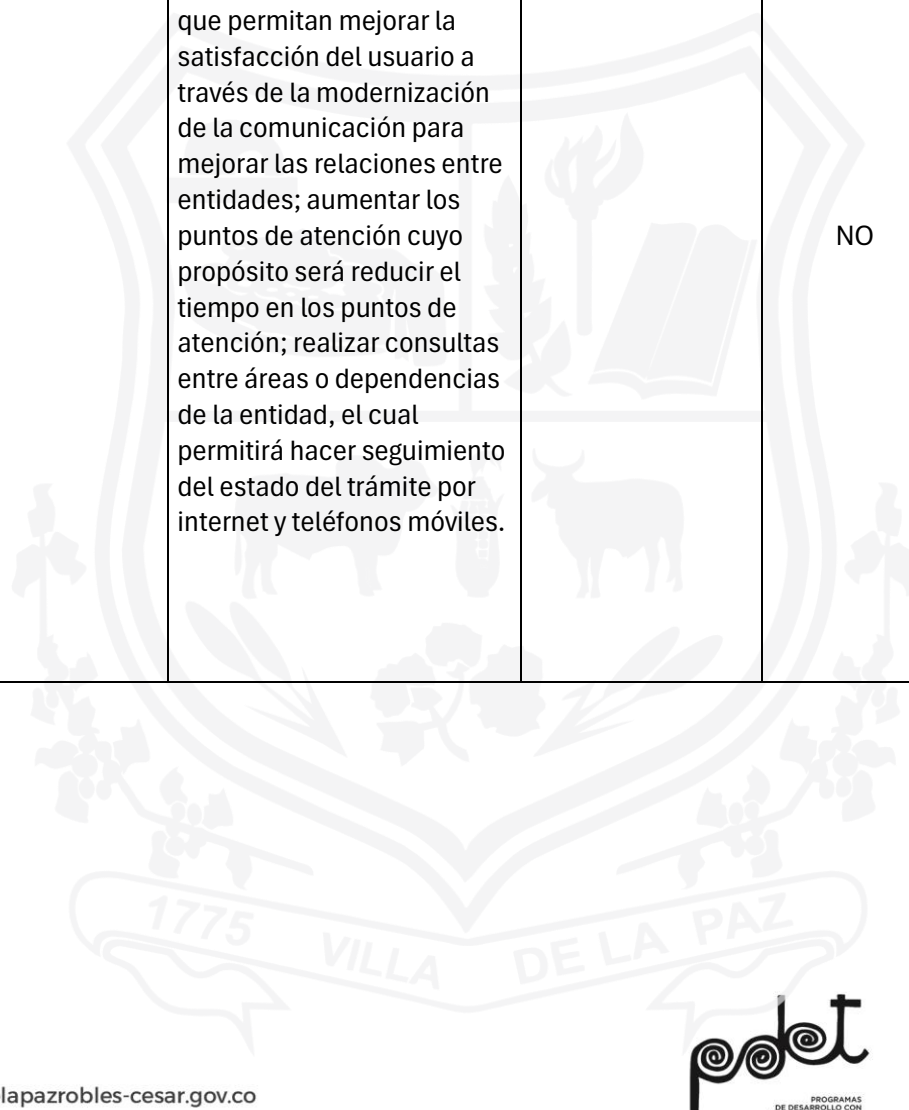 que permitan mejorar la
satisfacción del usuario a
través de la modernización
de la comunicación para
mejorar las relaciones entre
entidades; aumentar los
puntos de atención cuyo
NO
propósito será reducir el
tiempo en los puntos de
atención; realizar consultas
entre áreas o dependencias
de la entidad, el cual
permitirá hacer seguimiento
del estado del trámite por
internet y teléfonos móviles.
1775 VILLA DE LA PAZ
pdet
lapazrobles-cesar.gov.co
PROGRAMAS
DE DESARROLLO CON